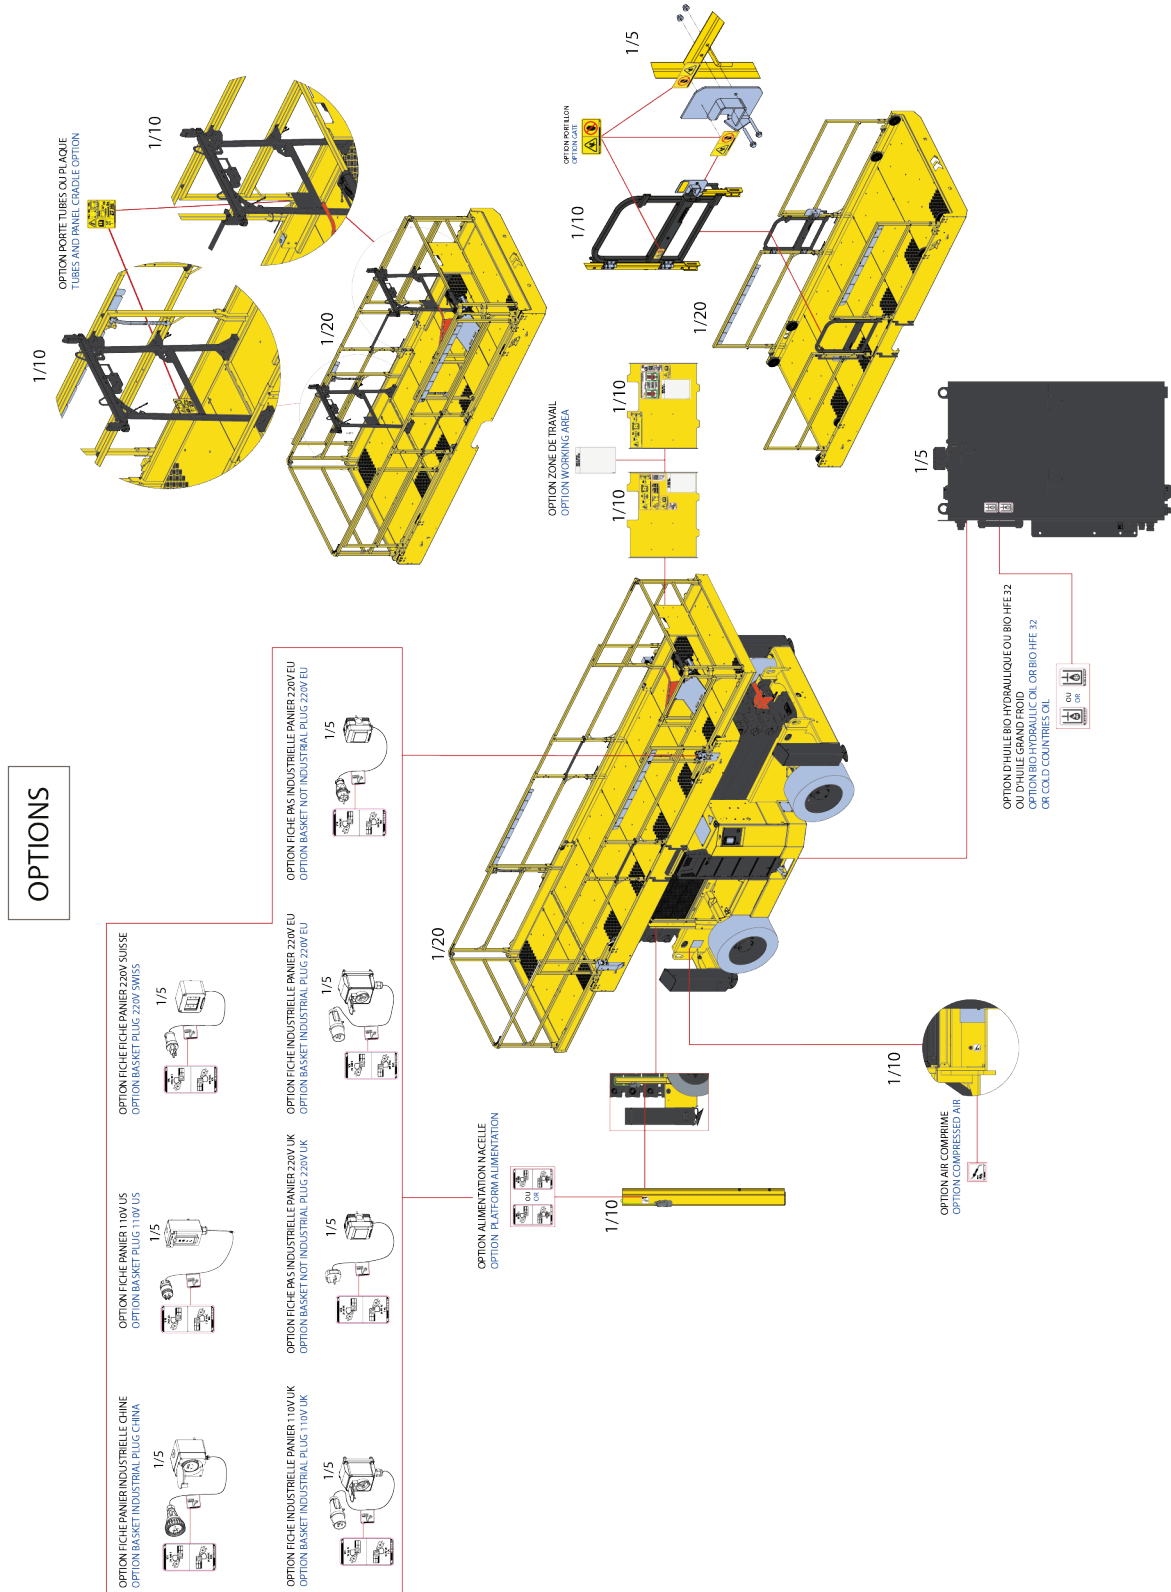 OPTIONS
OPTION FICHE PANIER INDUSTRIELLE CHINE
OPTION BASKET INDUSTRIAL PLUG CHINA
1/5
OPTION FICHE PANIER 110V US
OPTION BASKET PLUG 110V US
1/5
OPTION FICHE FICHE PANIER 220V SUISSE
OPTION BASKET PLUG 220V SWISS
1/5
OPTION FICHE INDUSTRIELLE PANIER 110V UK
OPTION BASKET INDUSTRIAL PLUG 110V UK
1/5
OPTION FICHE PAS INDUSTRIELLE PANIER 220V UK
OPTION BASKET NOT INDUSTRIAL PLUG 220V UK
1/5
OPTION FICHE INDUSTRIELLE PANIER 220V EU
OPTION BASKET INDUSTRIAL PLUG 220V EU
1/5
OPTION FICHE PAS INDUSTRIELLE PANIER 220V EU
OPTION BASKET NOT INDUSTRIAL PLUG 220V EU
1/5
OPTION PORTE TUBES OU PLAQUE
TUBES AND PANEL CRADLE OPTION
1/10
1/10
1/20
OPTION ALIMENTATION NACELLE
OPTION PLATFORM ALIMENTATION
OU
OR
1/10
1/20
OPTION ZONE DE TRAVAIL
OPTION WORKING AREA
1/10
1/10
OPTION PORTILLON
OPTION GATE
1/10
1/5
1/20
OPTION AIR COMPRIME
OPTION COMPRESSED AIR
1/10
OPTION D'HUILE BIO HYDRAULIQUE OU BIO HFE 32
OU D'HUILE GRAND FROID
OPTION BIO HYDRAULIC OIL OR BIO HFE 32
OR COLD COUNTRIES OIL
OU
OR
1/5